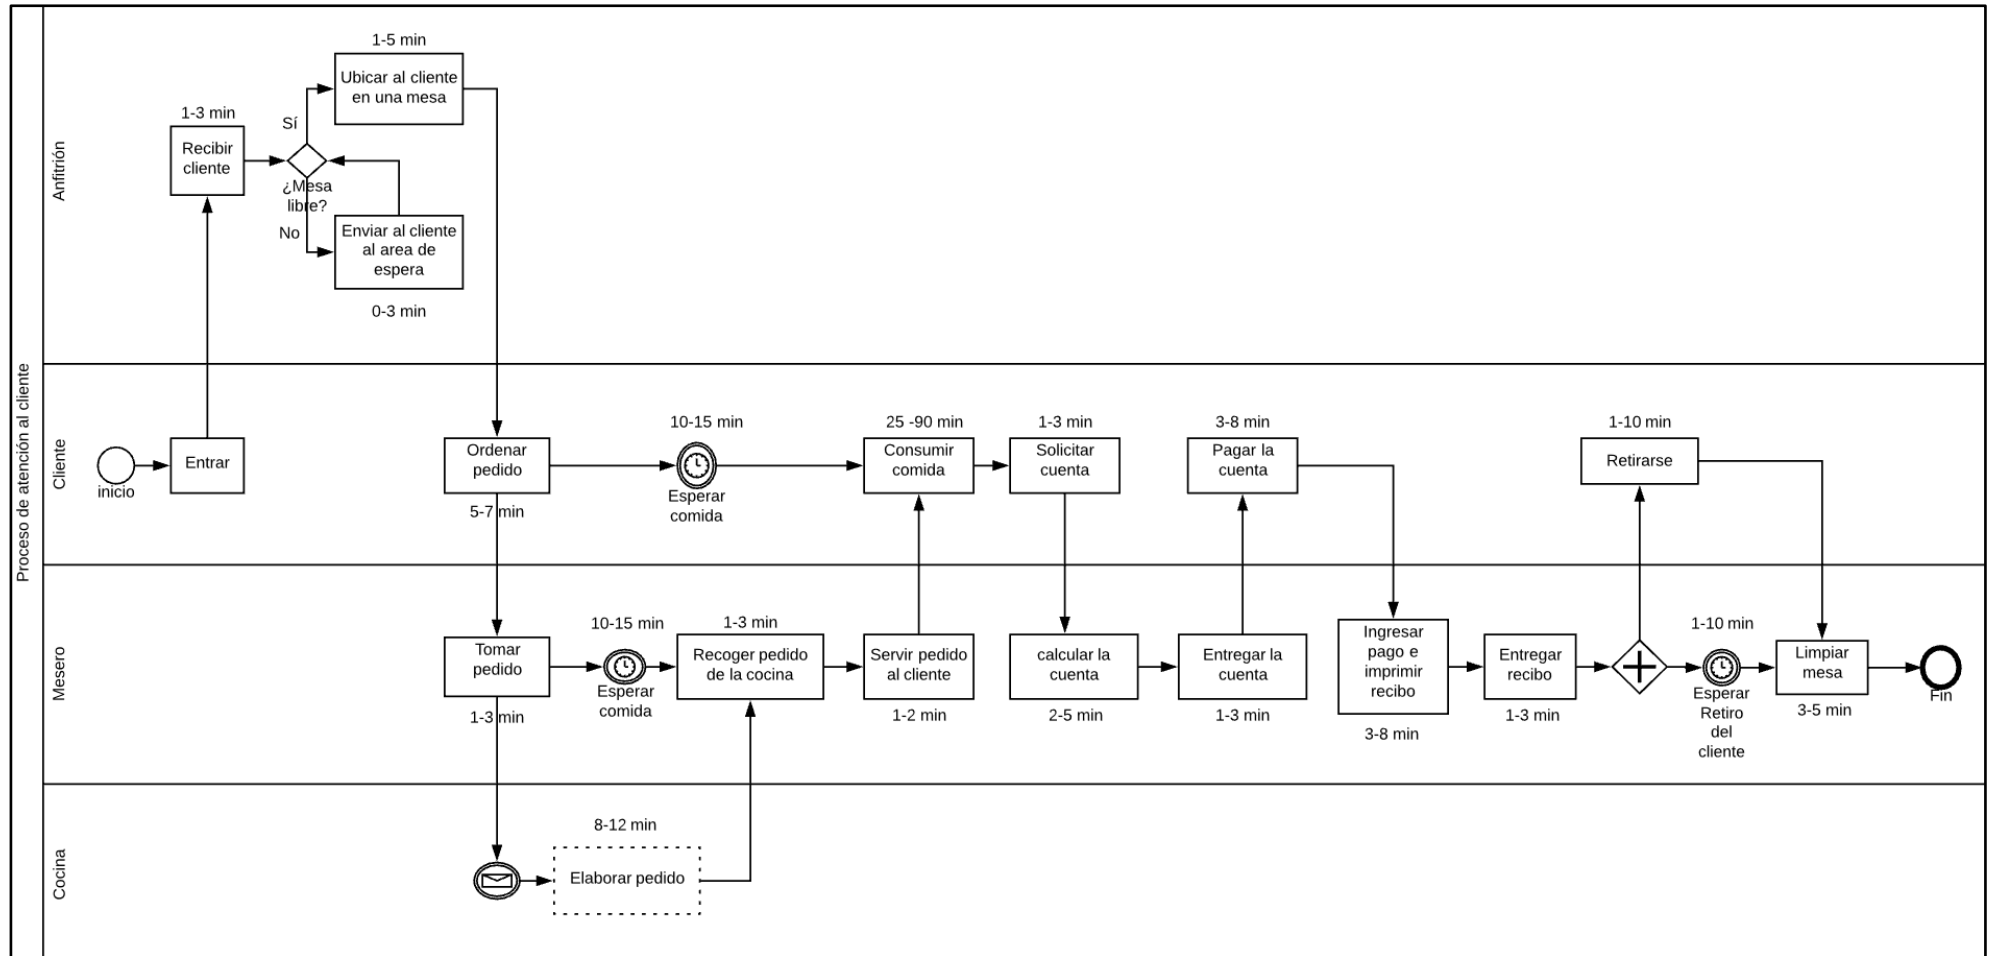 Proceso de atención al cliente
Anfitrión
1-5 min
Ubicar al cliente
en una mesa
1-3 min
Recibir
cliente
Sí
¿Mesa
libre?
No
Enviar al cliente
al area de
espera
0-3 min
Cliente
inicio
Entrar
Ordenar
pedido
5-7 min
10-15 min
Esperar
comida
25 -90 min
Consumir
comida
1-3 min
Solicitar
cuenta
3-8 min
Pagar la
cuenta
1-10 min
Retirarse
Mesero
Tomar
pedido
1-3 min
10-15 min
Esperar
comida
1-3 min
Recoger pedido
de la cocina
Servir pedido
al cliente
1-2 min
calcular la
cuenta
2-5 min
Entregar la
cuenta
1-3 min
Ingresar
pago e
imprimir
recibo
3-8 min
Entregar
recibo
1-3 min
1-10 min
Esperar
Retiro
del
cliente
Limpiar
mesa
3-5 min
Fin
Cocina
8-12 min
Elaborar pedido